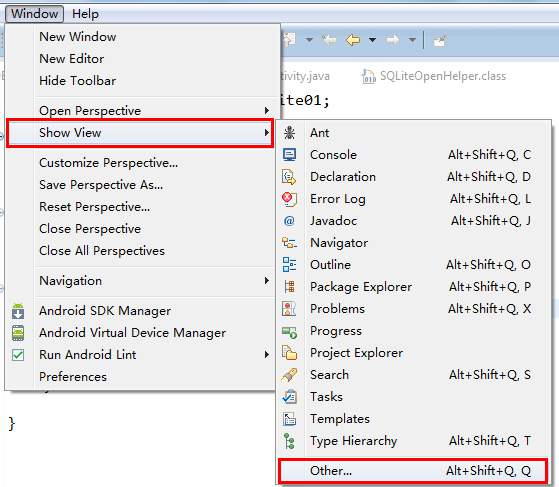 Window Help
New Window
New Editor
Hide Toolbar
Open Perspective
Show View
Customize Perspective...
Save Perspective As...
Reset Perspective...
Close Perspective
Close All Perspectives
Navigation
Android SDK Manager
Android Virtual Device Manager
Run Android Lint
Preferences
tivity.java SQLiteOpenHelper.class
ite01;
Ant
Console Alt+Shift+Q, C
Declaration Alt+Shift+Q, D
Error Log Alt+Shift+Q, L
@ Javadoc Alt+Shift+Q, J
Navigator
Outline Alt+Shift+Q, O
Package Explorer Alt+Shift+Q, P
Problems Alt+Shift+Q, X
Progress
Project Explorer
Search Alt+Shift+Q, S
Tasks
Templates
Type Hierarchy Alt+Shift+Q, T
Other... Alt+Shift+Q, Q
}